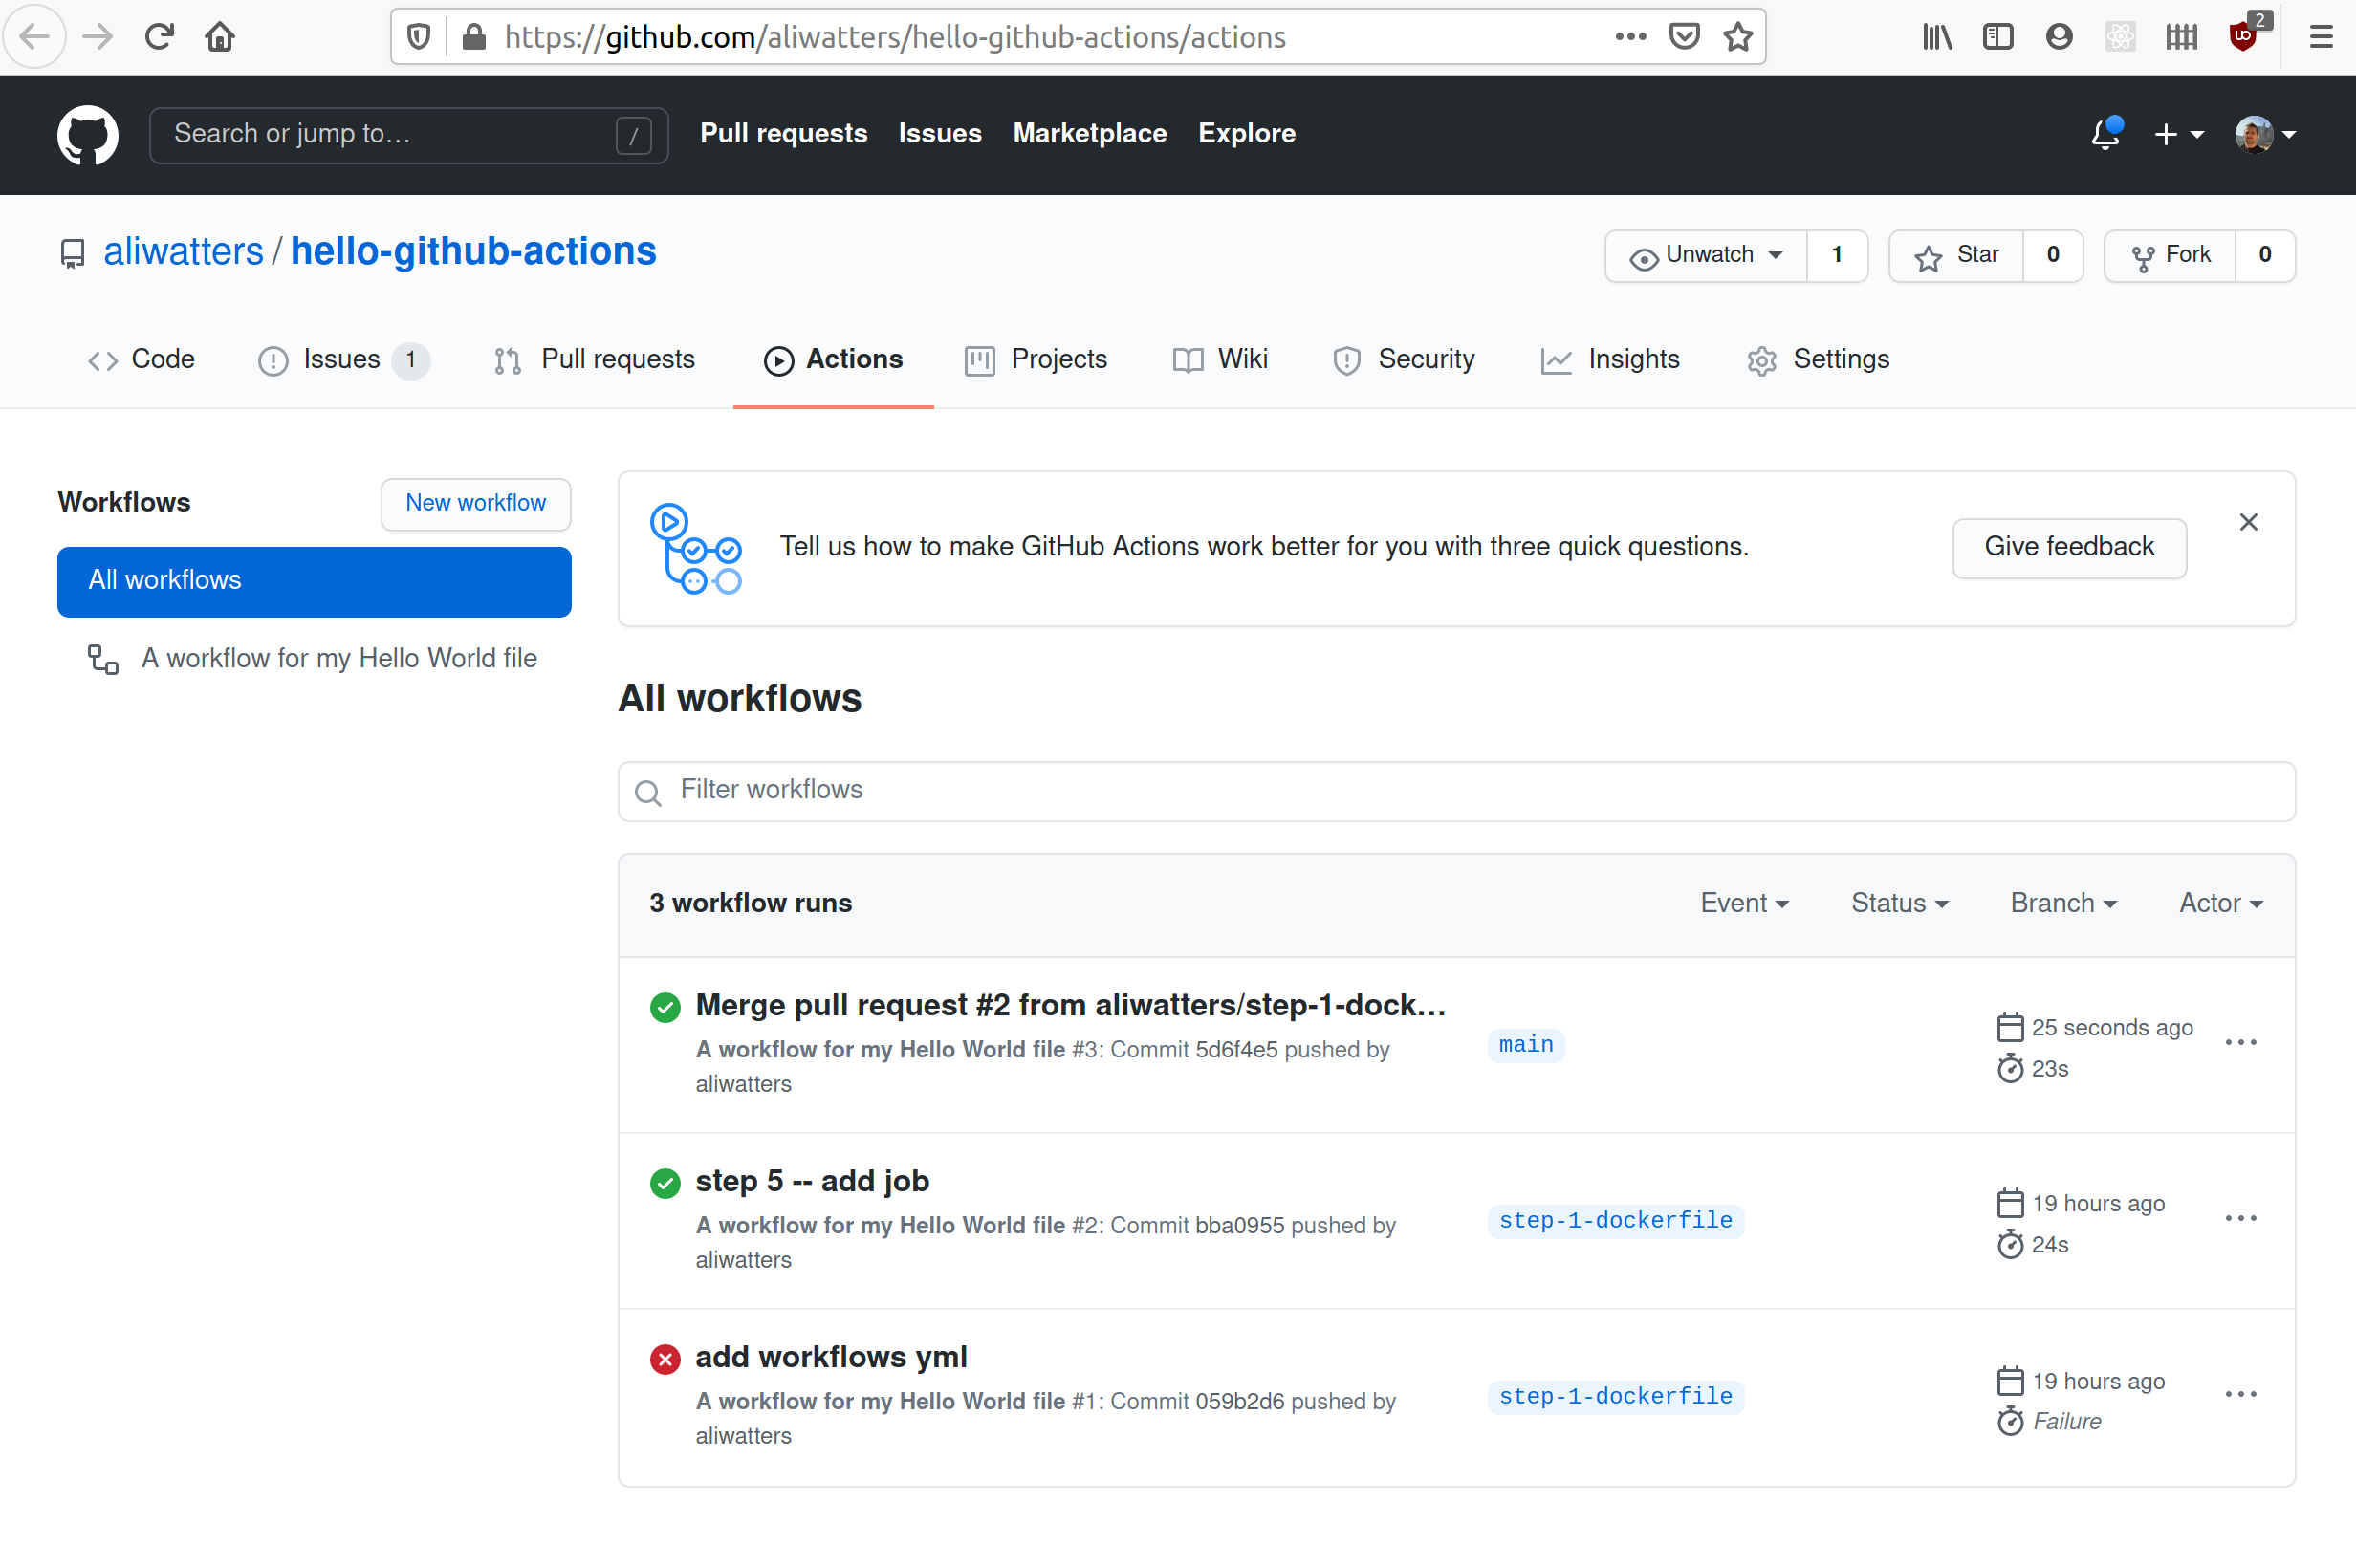 https://github.com/aliwatters/hello-github-actions/actions
2
Search or jump to… /
Pull requests Issues Marketplace Explore
aliwatters / hello-github-actions
Unwatch 1 Star 0 Fork 0
Code Issues 1 Pull requests Actions Projects Wiki Security Insights Settings
Workflows
New workflow
All workflows
A workflow for my Hello World file
Tell us how to make GitHub Actions work better for you with three quick questions.
Give feedback
All workflows
Filter workflows
3 workflow runs
Event Status Branch Actor
Merge pull request #2 from aliwatters/step-1-dock…
A workflow for my Hello World file #3: Commit 5d6f4e5 pushed by
aliwatters
main
25 seconds ago
23s
step 5 -- add job
A workflow for my Hello World file #2: Commit bba0955 pushed by
aliwatters
step-1-dockerfile
19 hours ago
24s
add workflows yml
A workflow for my Hello World file #1: Commit 059b2d6 pushed by
aliwatters
step-1-dockerfile
19 hours ago
Failure